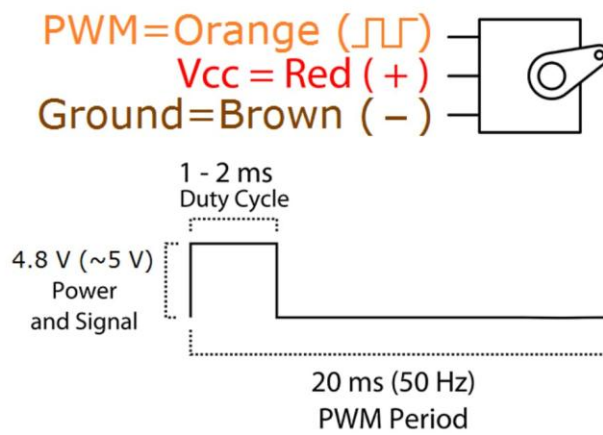 PWM=Orange (⎍⎍)
Vcc = Red ( + )
Ground=Brown ( − )
1 - 2 ms
Duty Cycle
4.8 V (~5 V)
Power
and Signal
20 ms (50 Hz)
PWM Period